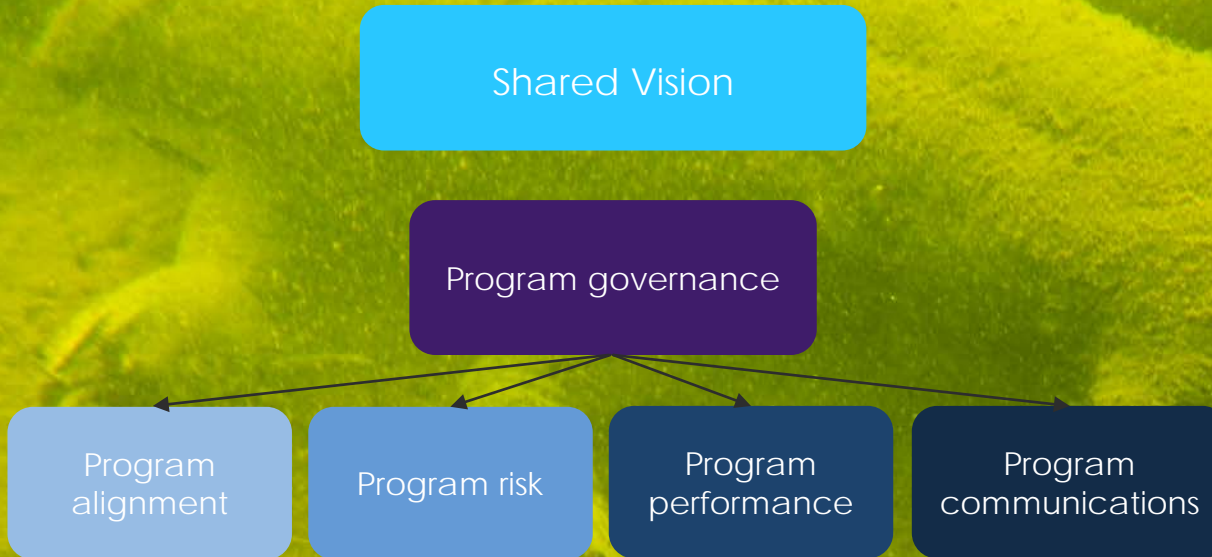 Shared Vision
Program governance
Program
alignment
Program risk
Program
performance
Program
communications